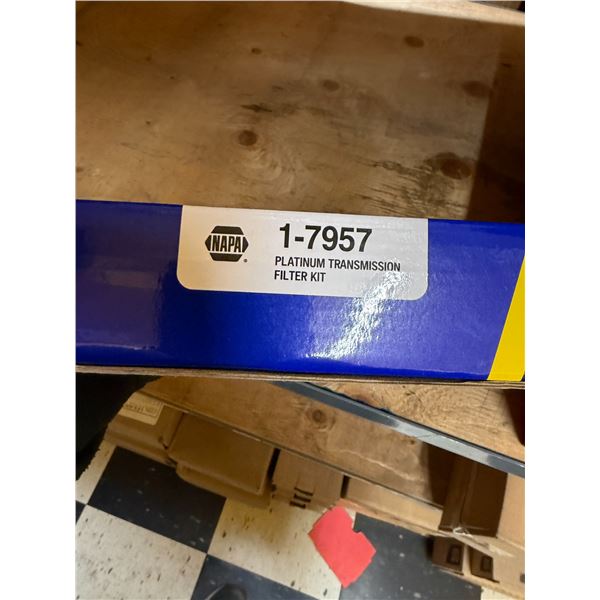 NAPA
1-7957
PLATINUM TRANSMISSION
FILTER KIT